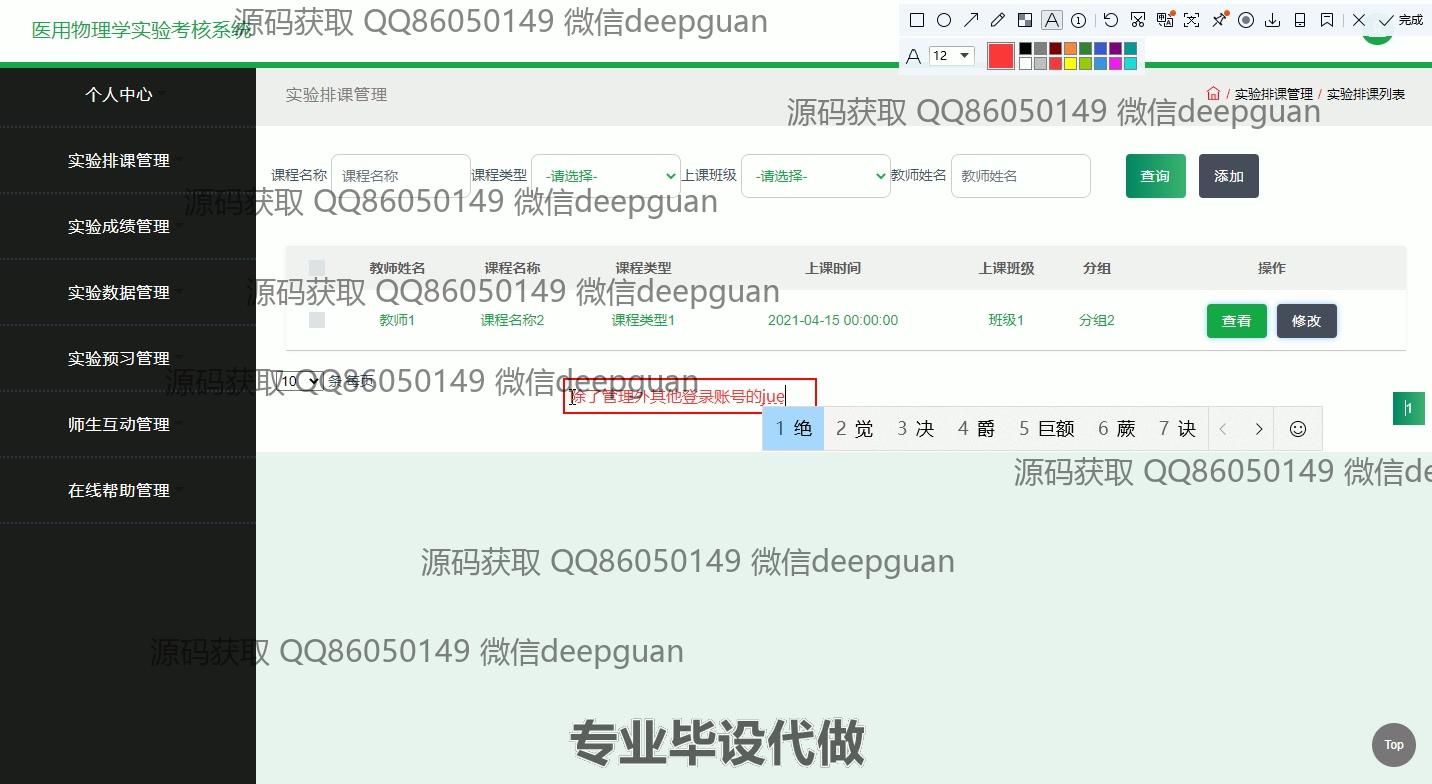 医用物理学实验考核系统
源码获取 QQ86050149 微信deepguan
完成
A 12
个人中心
实验排课管理
实验成绩管理
实验数据管理
实验预习管理
师生互动管理
在线帮助管理
实验排课管理
/ 实验排课管理 / 实验排课列表
源码获取 QQ86050149 微信deepguan
课程名称 课程名称 课程类型 -请选择- 上课班级 -请选择- 教师姓名 教师姓名 查询 添加
源码获取 QQ86050149 微信deepguan
教师姓名 课程名称 课程类型 上课时间 上课班级 分组 操作
源码获取 QQ86050149 微信deepguan
教师1 课程名称2 课程类型1 2021-04-15 00:00:00 班级1 分组2 查看 修改
10 条 每页
源码获取 QQ86050149 微信deepguan
除了管理外其他登录账号的jue
1
1 绝 2 觉 3 决 4 爵 5 巨额 6 蕨 7 诀
源码获取 QQ86050149 微信de
源码获取 QQ86050149 微信deepguan
源码获取 QQ86050149 微信deepguan
专业毕设代做
Top